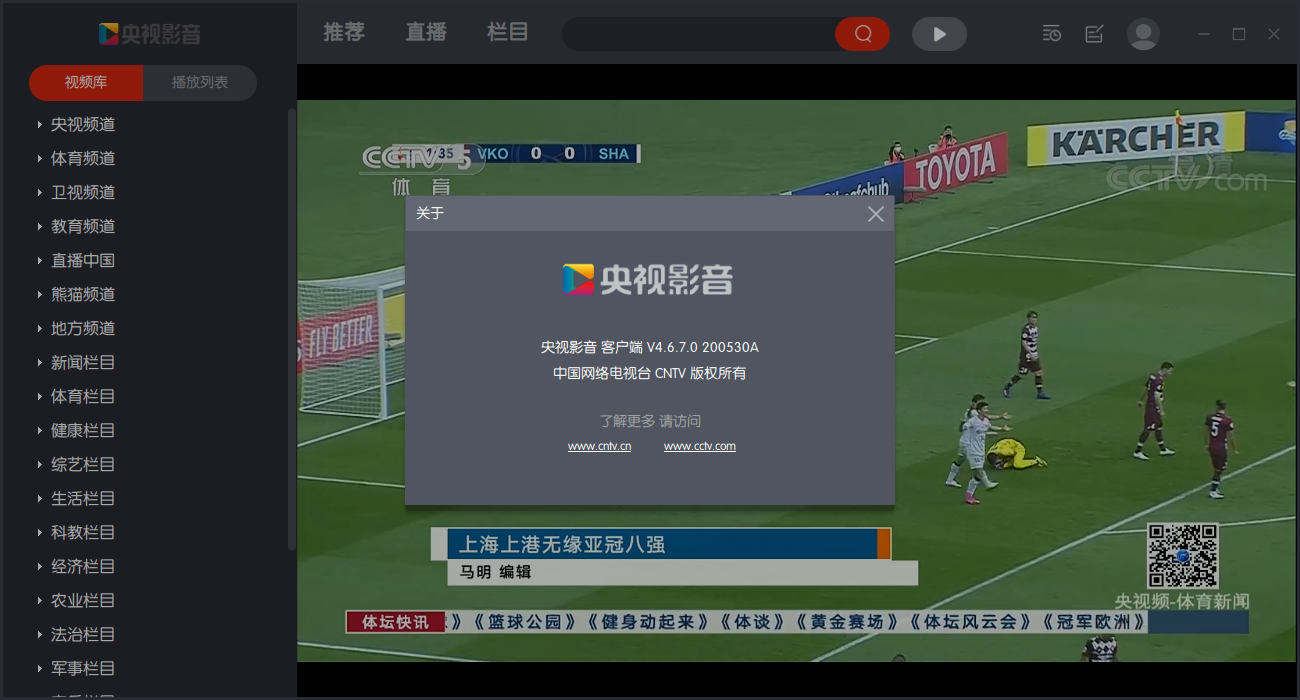 央视影音
推荐 直播 栏目
视频库 播放列表
央视频道
体育频道
卫视频道
教育频道
直播中国
熊猫频道
地方频道
新闻栏目
体育栏目
健康栏目
综艺栏目
生活栏目
科教栏目
经济栏目
农业栏目
法治栏目
军事栏目
CCTV 5
体育
VKO 0 0 SHA
TOYOTA
KÄRCHER
高清
CCTV.com
FLY BETTER
5
关于
央视影音
央视影音 客户端 V4.6.7.0 200530A
中国网络电视台 CNTV 版权所有
了解更多 请访问
www.cntv.cn www.cctv.com
上海上港无缘亚冠八强
马明 编辑
央视频-体育新闻
体坛快讯 》《篮球公园》《健身动起来》《体谈》《黄金赛场》《体坛风云会》《冠军欧洲》